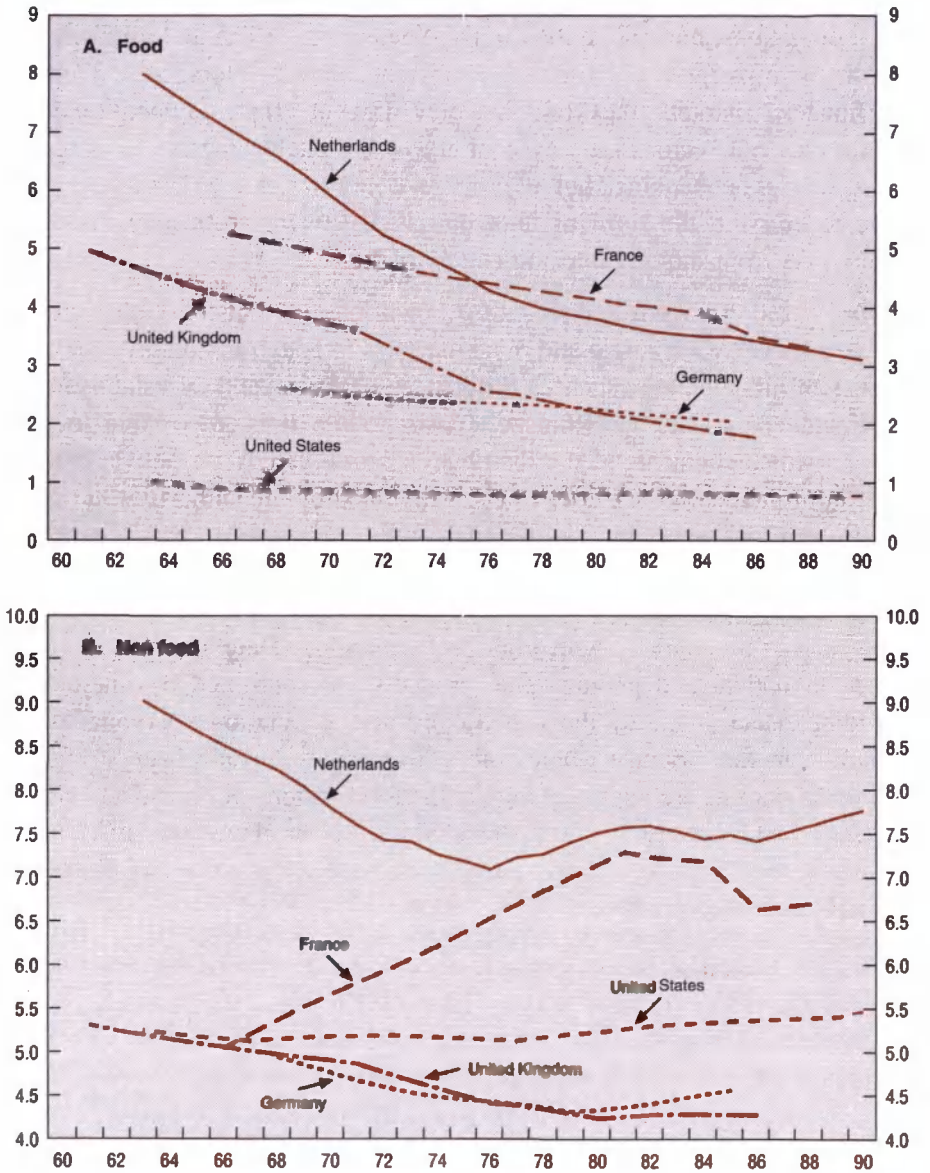 A. Food
9 9
8 8
7 7
Netherlands
6 6
5 5
France
4 4
United Kingdom
3 3
Germany
2 2
United States
1 1
0 0
60 62 64 66 68 70 72 74 76 78 80 82 84 86 88 90
10.0 10.0
B. Non food
9.5 9.5
9.0 9.0
8.5 8.5
Netherlands
8.0 8.0
7.5 7.5
7.0 7.0
6.5 6.5
France
6.0 6.0
United States
5.5 5.5
5.0 5.0
United Kingdom
4.5 4.5
Germany
4.0 4.0
60 62 64 66 68 70 72 74 76 78 80 82 84 86 88 90